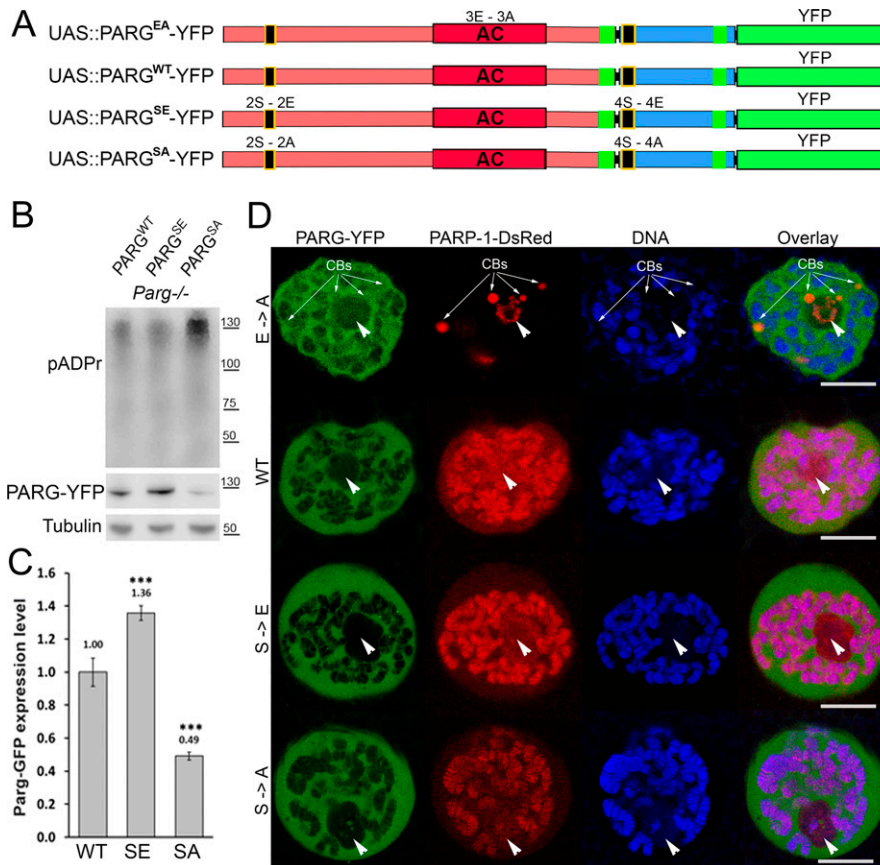 A
3E - 3A
YFP
UAS::PARG^EA-YFP
AC
YFP
UAS::PARG^WT-YFP
AC
2S - 2E
4S - 4E
YFP
UAS::PARG^SE-YFP
AC
2S - 2A
4S - 4A
YFP
UAS::PARG^SA-YFP
AC
B
PARG^WT
PARG^SE
PARG^SA
Parg-/-
pADPr
130
100
75
50
PARG-YFP
130
Tubulin
50
C
Parg-GFP expression level
1.6
1.4
1.2
1.0
0.8
0.6
0.4
0.2
0.0
1.00
***
1.36
***
0.49
WT SE SA
D
PARG-YFP PARP-1-DsRed DNA Overlay
CBs CBs CBs CBs
E -> A
WT
S -> E
S -> A